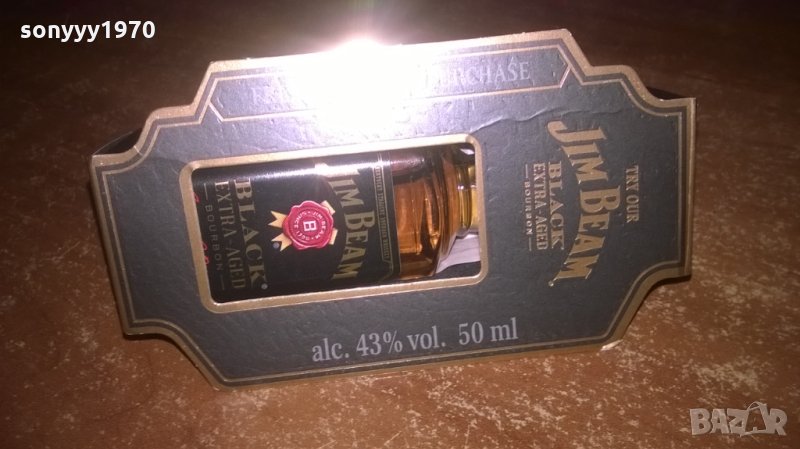 sonyyy1970
PURCHASE
TRY OUR
JIM BEAM
BLACK
EXTRA-AGED
BOURBON
JIM BEAM
BLACK
EXTRA-AGED
BOURBON
alc. 43% vol. 50 ml
BAZAR